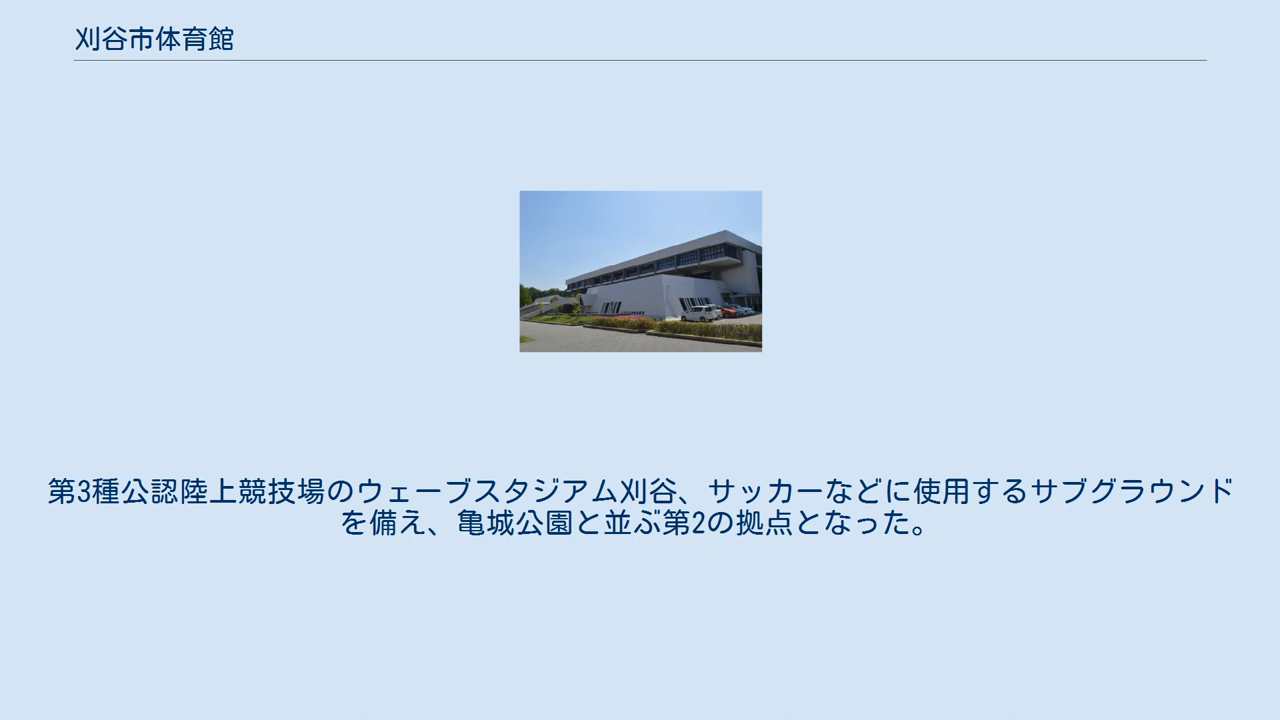 刈谷市体育館
第3種公認陸上競技場のウェーブスタジアム刈谷、サッカーなどに使用するサブグラウンド
を備え、亀城公園と並ぶ第2の拠点となった。